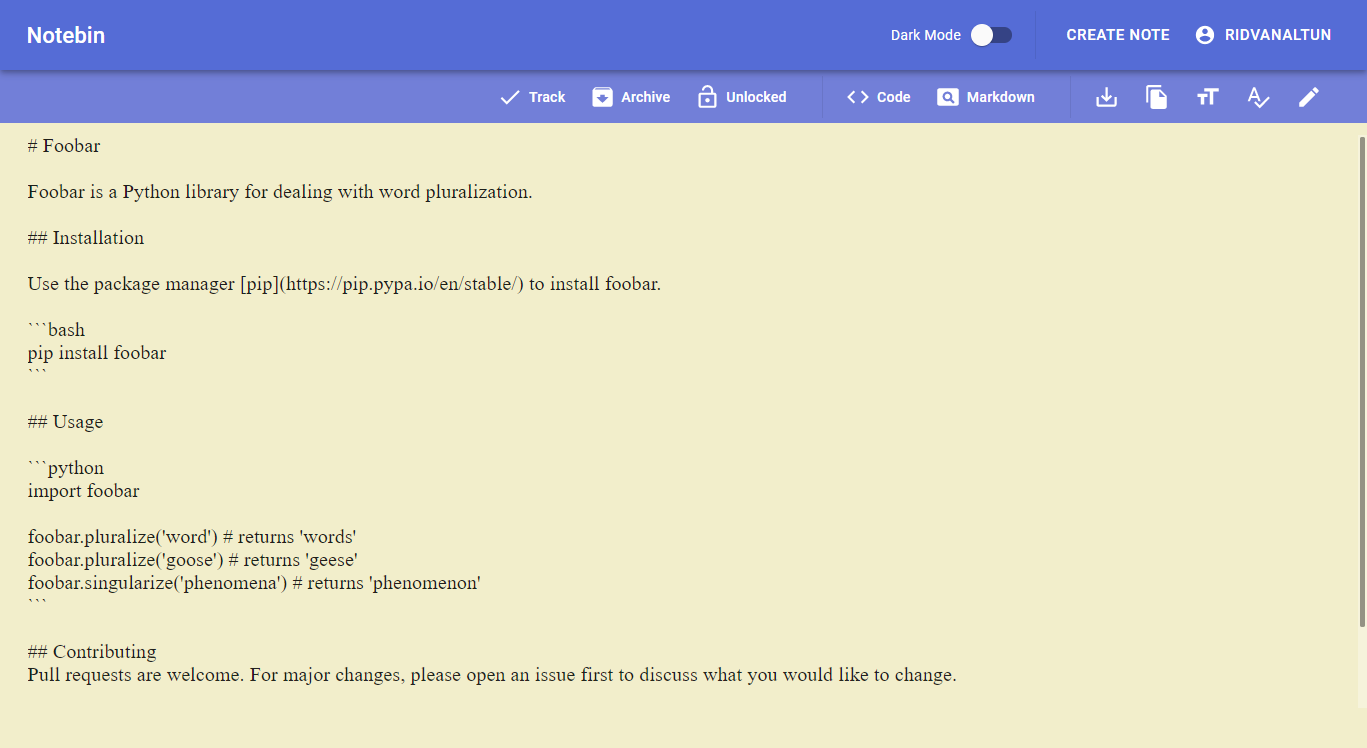 Notebin
Dark Mode
CREATE NOTE
RIDVANALTUN
Track
Archive
Unlocked
Code
Markdown
# Foobar
Foobar is a Python library for dealing with word pluralization.
## Installation
Use the package manager [pip](https://pip.pypa.io/en/stable/) to install foobar.
```bash
pip install foobar
```
## Usage
```python
import foobar
foobar.pluralize('word') # returns 'words'
foobar.pluralize('goose') # returns 'geese'
foobar.singularize('phenomena') # returns 'phenomenon'
```
## Contributing
Pull requests are welcome. For major changes, please open an issue first to discuss what you would like to change.